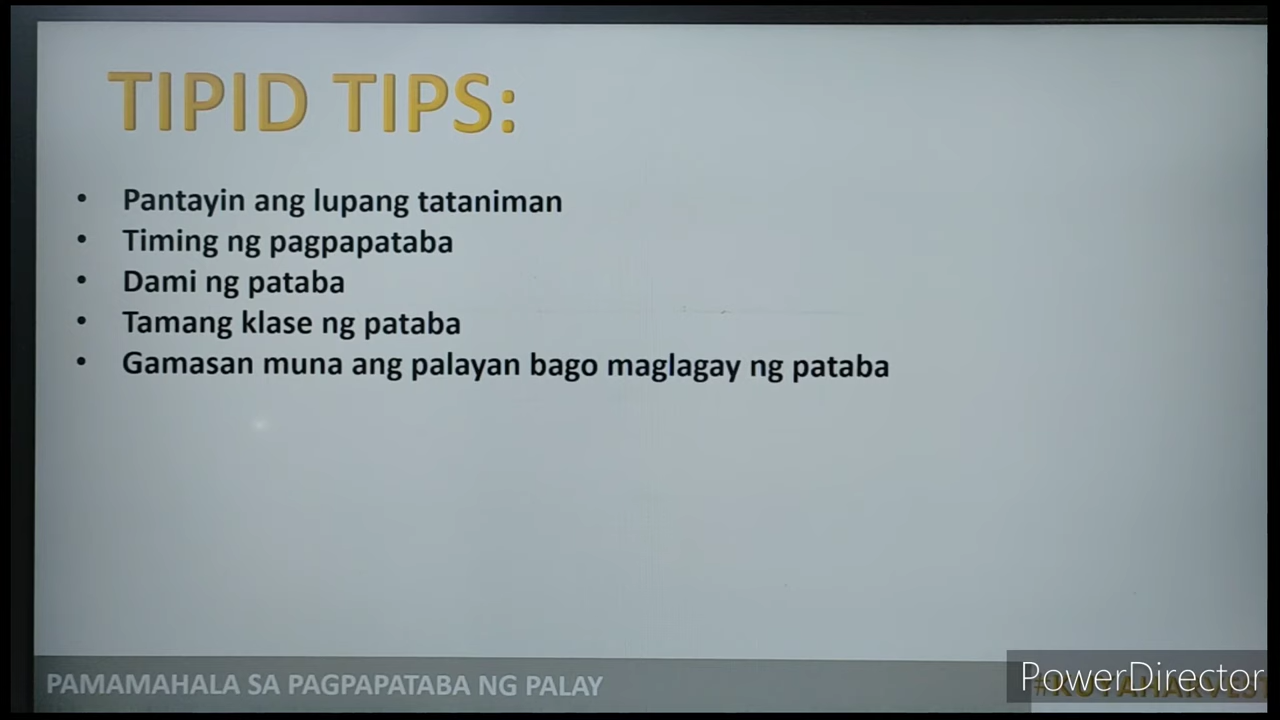 TIPID TIPS:
• Pantayin ang lupang tataniman
• Timing ng pagpapataba
• Dami ng pataba
• Tamang klase ng pataba
• Gamasan muna ang palayan bago maglagay ng pataba
PAMAMAHALA SA PAGPAPATABA NG PALAY
PowerDirector